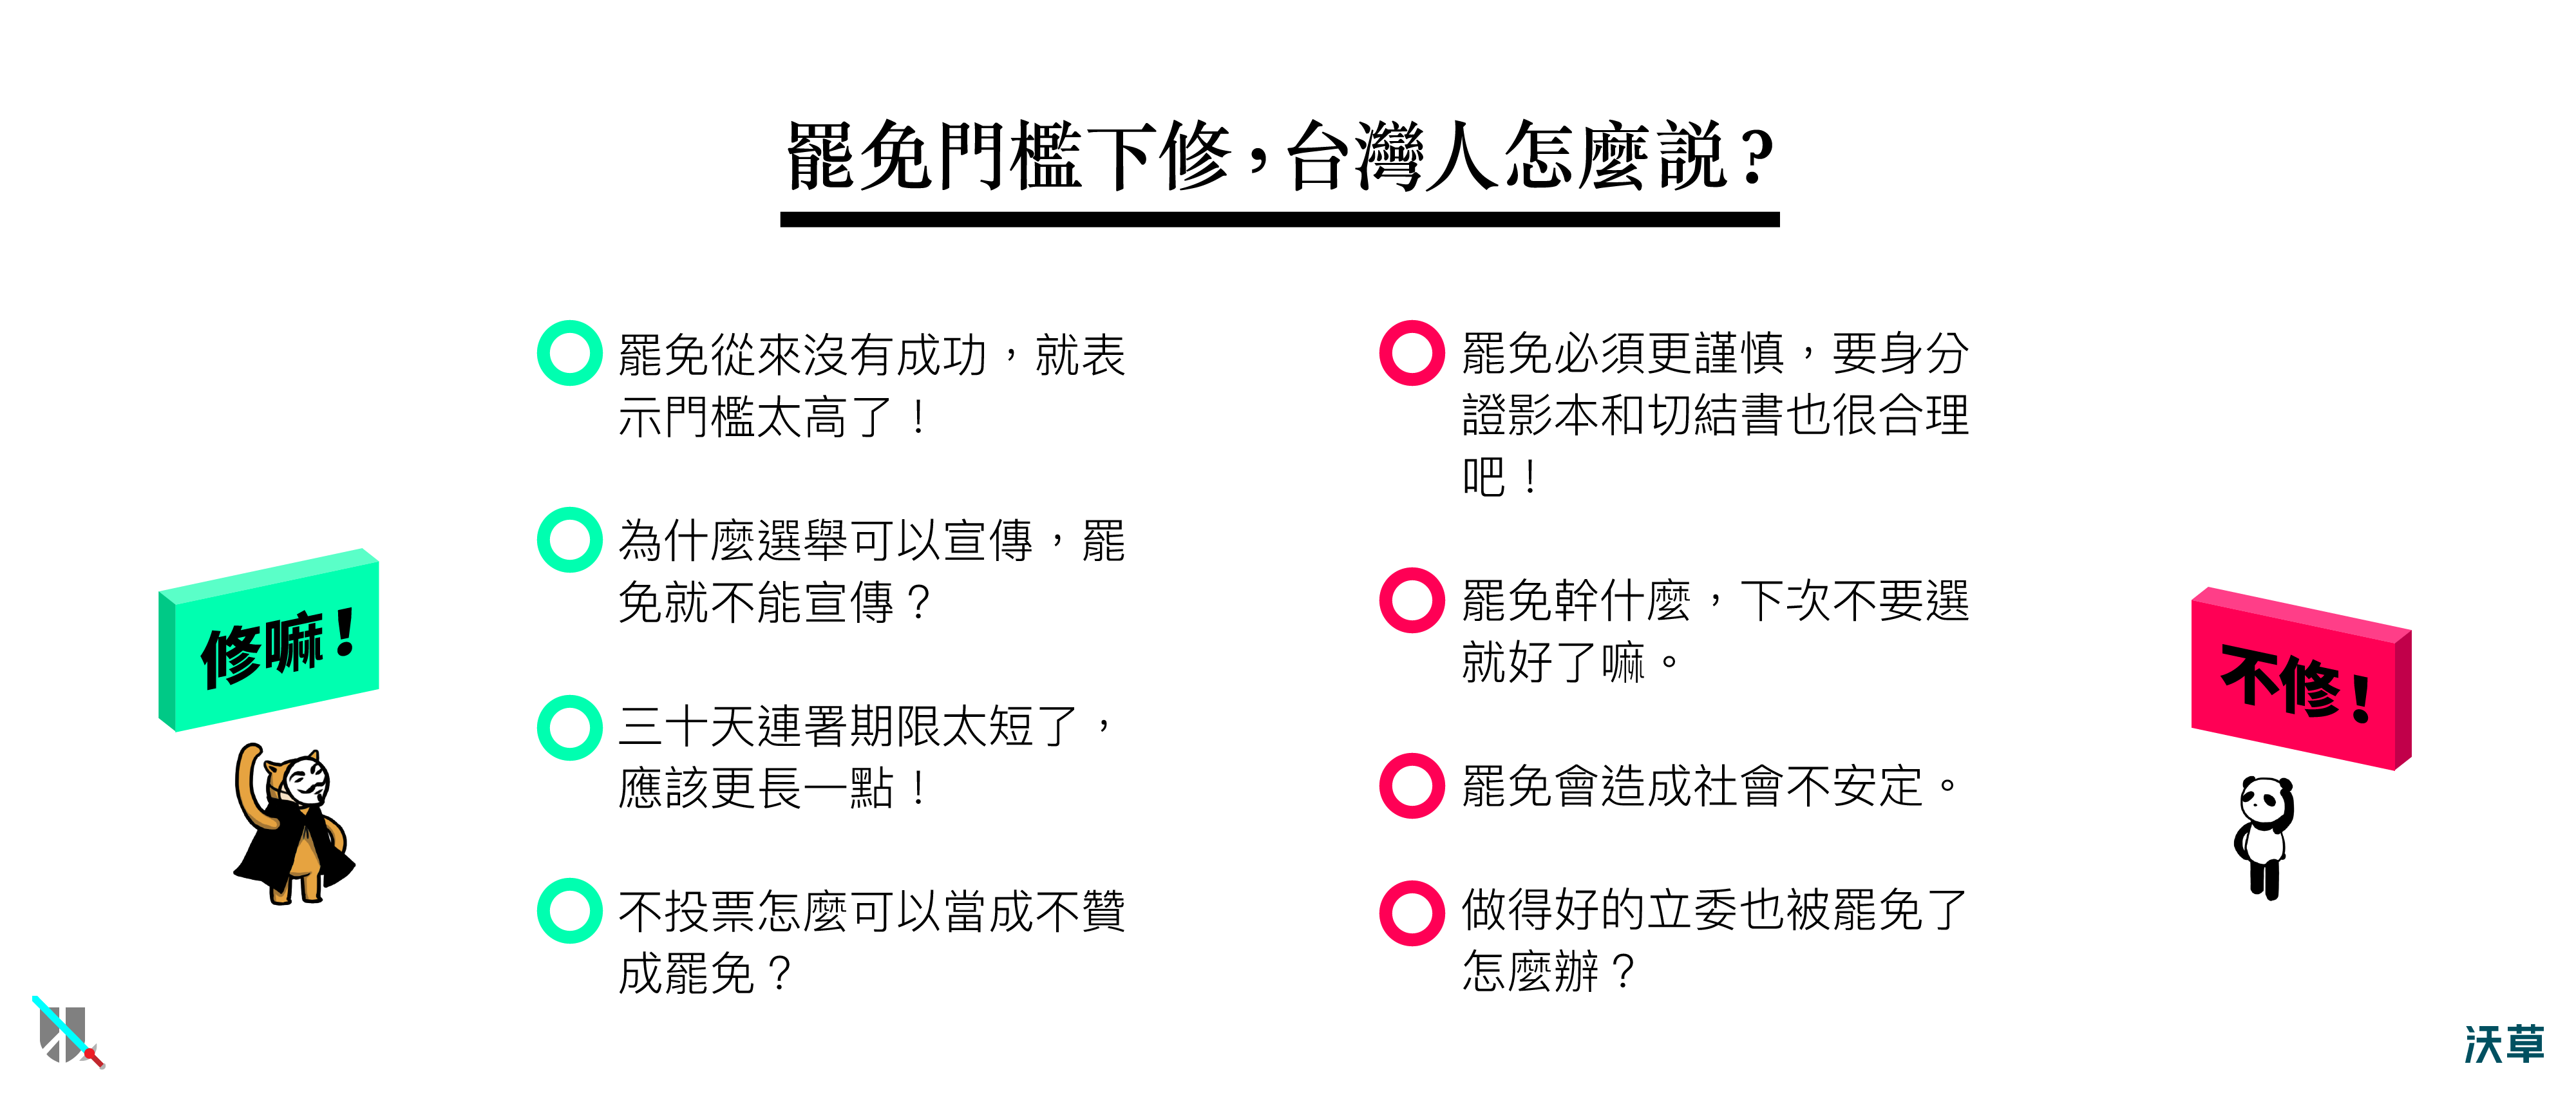 罷免門檻下修，台灣人怎麼説？
修嘛！
罷免從來沒有成功，就表
示門檻太高了！
為什麼選舉可以宣傳，罷
免就不能宣傳？
三十天連署期限太短了，
應該更長一點！
不投票怎麼可以當成不贊
成罷免？
罷免必須更謹慎，要身分
證影本和切結書也很合理
吧！
罷免幹什麼，下次不要選
就好了嘛。
罷免會造成社會不安定。
做得好的立委也被罷免了
怎麼辦？
不修！
沃草